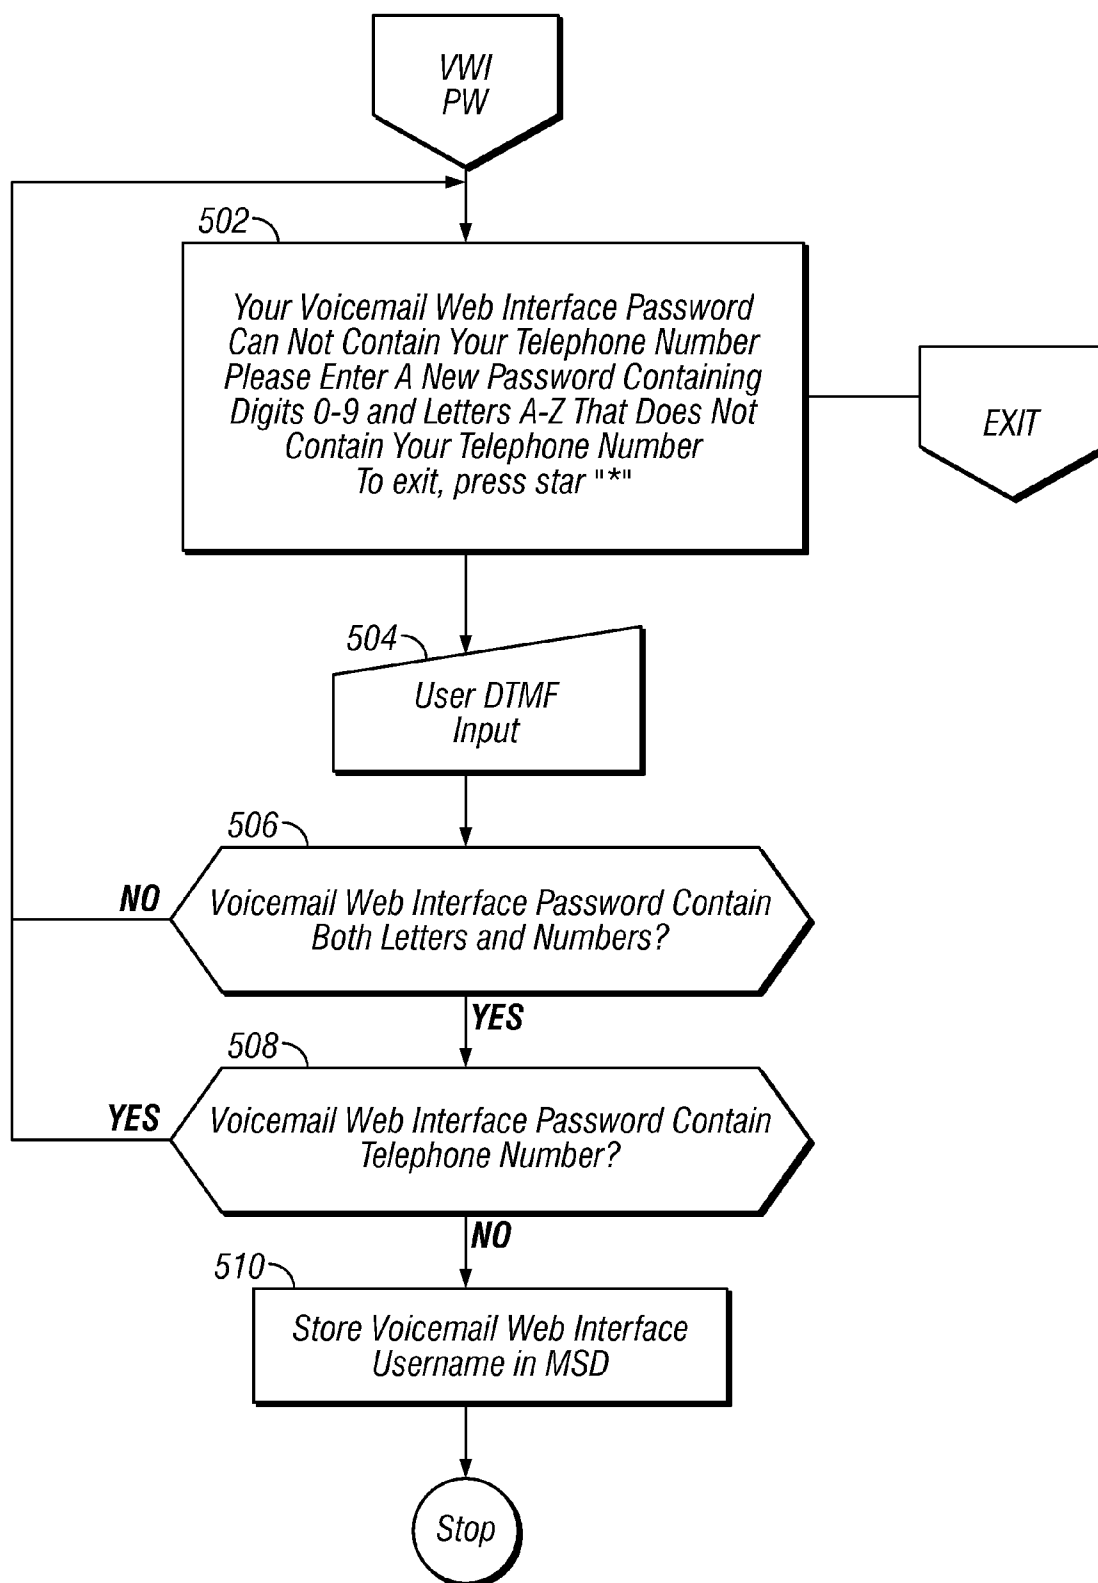 VWI
PW
502
Your Voicemail Web Interface Password
Can Not Contain Your Telephone Number
Please Enter A New Password Containing
Digits 0-9 and Letters A-Z That Does Not
Contain Your Telephone Number
To exit, press star "*"
EXIT
504
User DTMF
Input
506
NO
Voicemail Web Interface Password Contain
Both Letters and Numbers?
YES
508
YES
Voicemail Web Interface Password Contain
Telephone Number?
NO
510
Store Voicemail Web Interface
Username in MSD
Stop